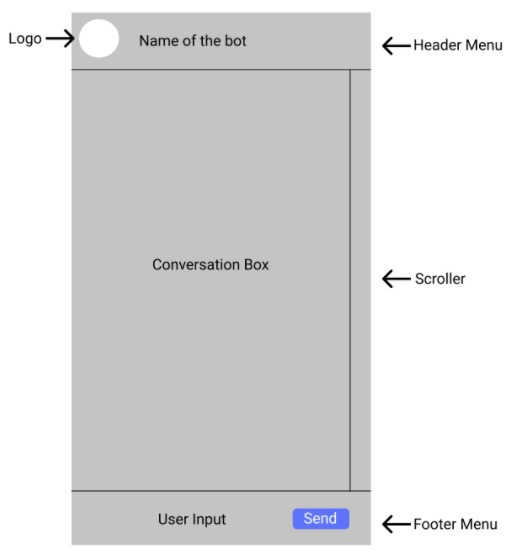 Logo
Name of the bot
Header Menu
Conversation Box
Scroller
User Input
Send
Footer Menu